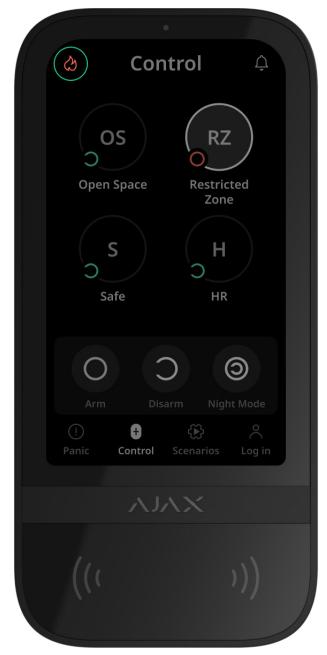 Control
OS
RZ
Open Space
Restricted
Zone
S
H
Safe
HR
Arm
Disarm
Night Mode
Panic
Control
Scenarios
Log in
AJAX